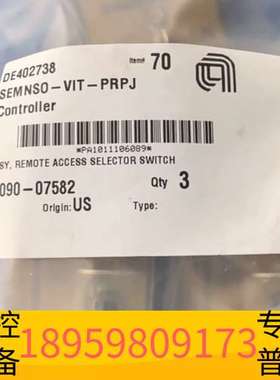 DE402738
Item# 70
SEMNSO-VIT-PRPJ
Controller
*PA1011106089*
SY, REMOTE ACCESS SELECTOR SWITCH
090-07582
Qty 3
Origin: US
Type:
控 18959809173 专
备